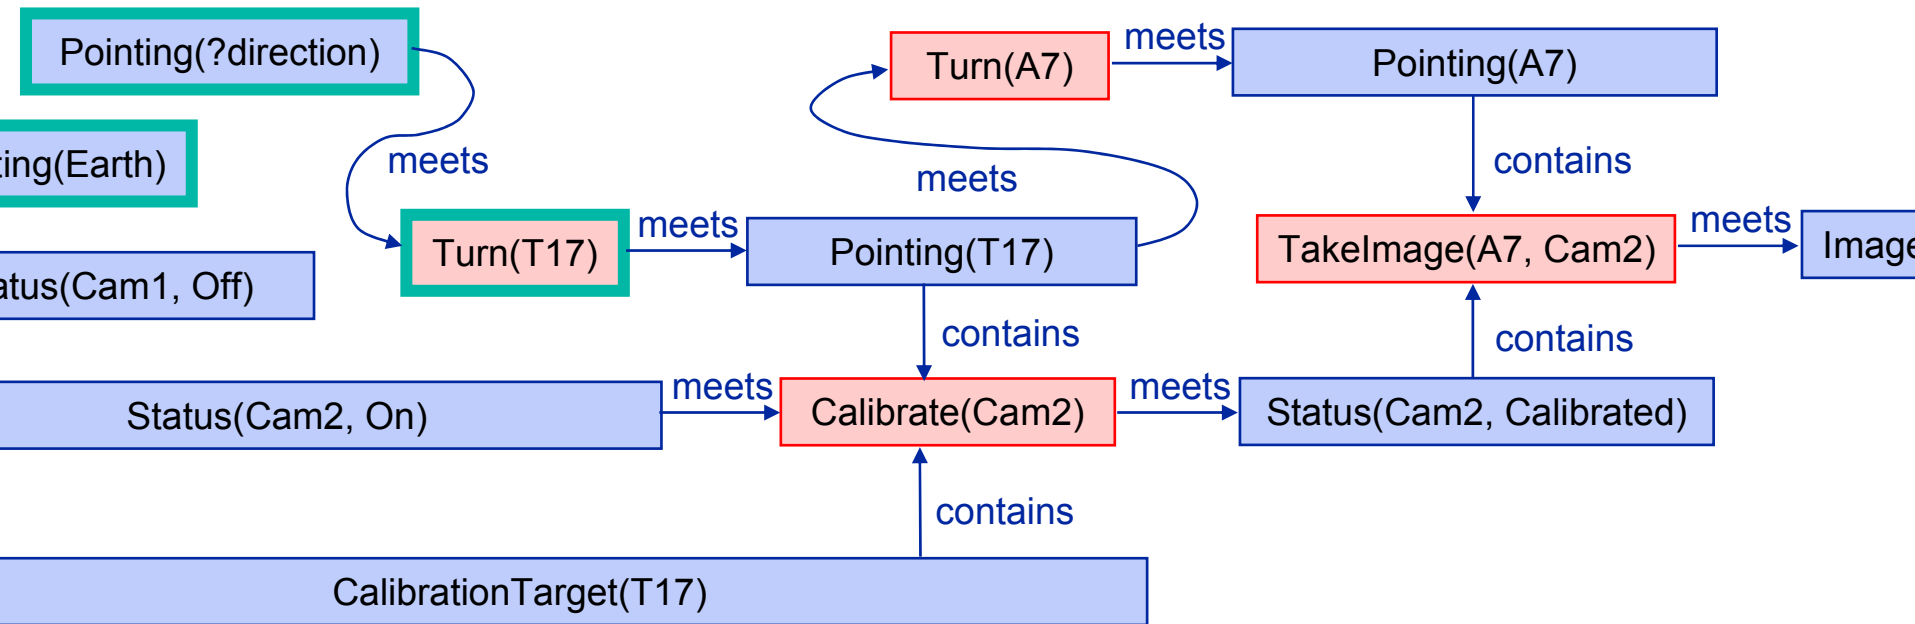 Pointing(?direction)
meets
Turn(A7)
meets
Pointing(A7)
ting(Earth)
meets
contains
Turn(T17)
meets
Pointing(T17)
TakeImage(A7, Cam2)
meets
Image
atus(Cam1, Off)
contains
contains
Status(Cam2, On)
meets
Calibrate(Cam2)
meets
Status(Cam2, Calibrated)
contains
CalibrationTarget(T17)